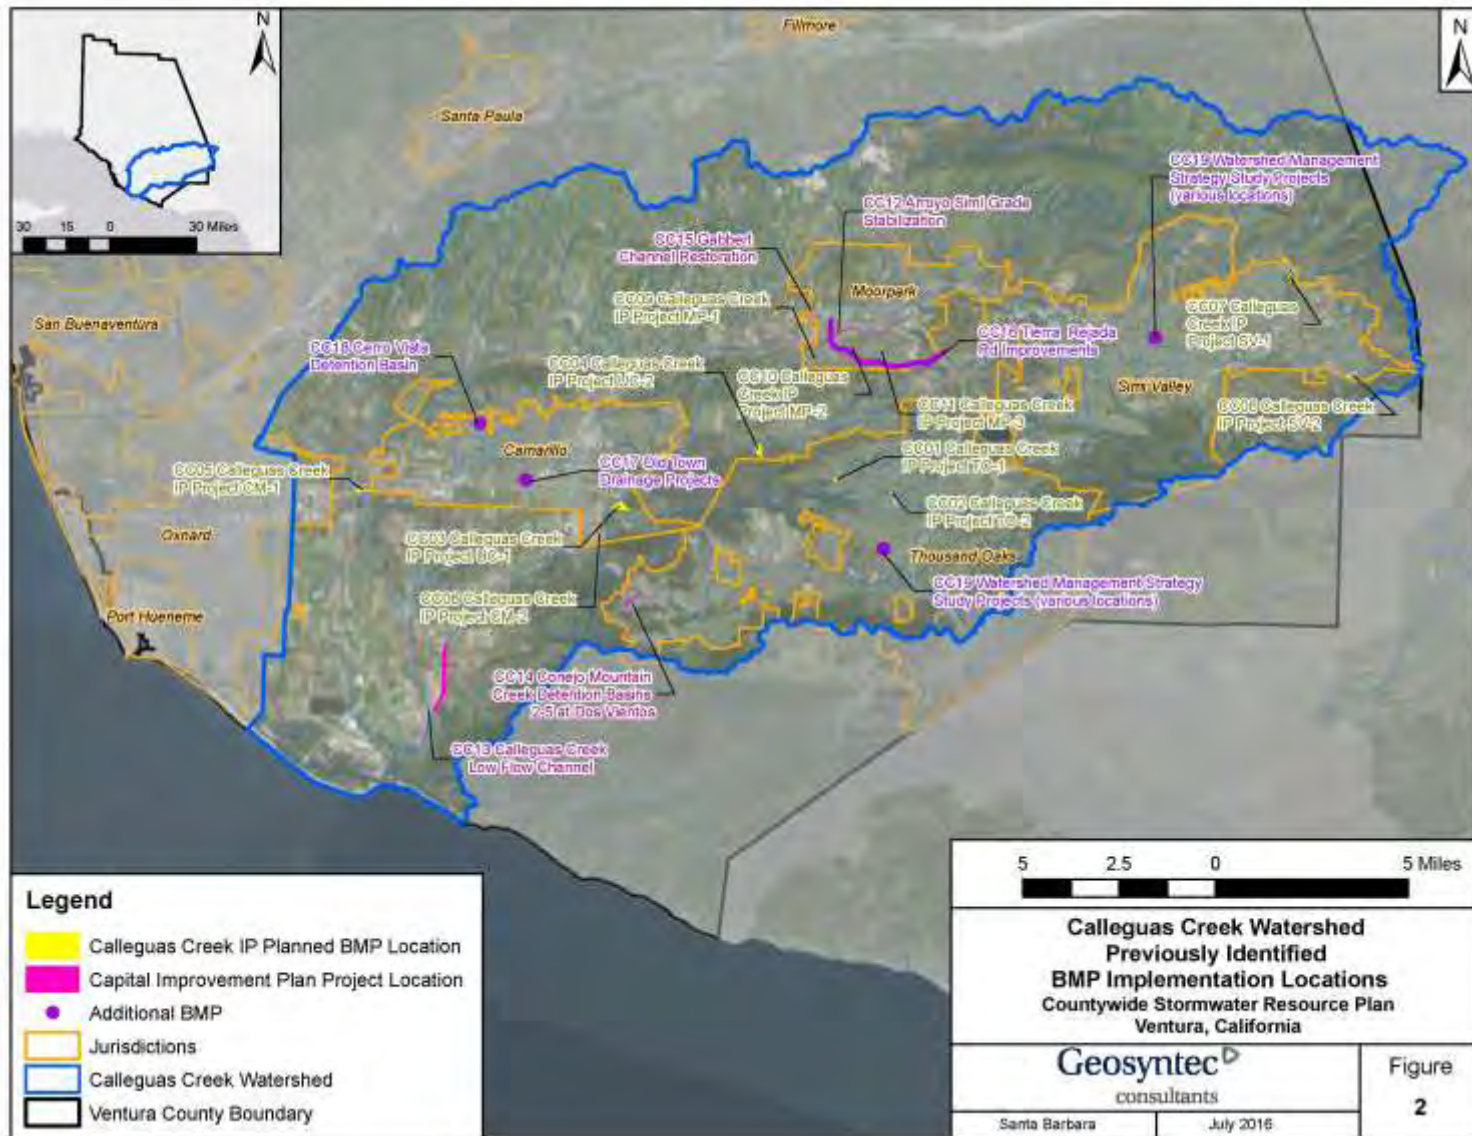 N
30 15 0 30 Miles
Fillmore
N
Santa Paula
CC19 Watershed Management
Strategy Study Projects
(various locations)
CC12 Arroyo Simi Grade
Stabilization
CC15 Gabbert
Channel Restoration
Moorpark
CC09 Calleguas Creek
IP Project MP-1
CC07 Calleguas
Creek IP
Project SV-1
San Buenaventura
CC16 Tierra Rejada
Rd Improvements
CC18 Cerro Vista
Detention Basin
CC04 Calleguas Creek
IP Project UC-2
CC10 Calleguas
Creek IP
Project MP-2
Simi Valley
CC11 Calleguas Creek
IP Project MP-3
CC08 Calleguas Creek
IP Project SV-2
Camarillo
CC01 Calleguas Creek
IP Project TO-1
CC05 Calleguas Creek
IP Project CM-1
CC17 Old Town
Drainage Projects
CC02 Calleguas Creek
IP Project TO-2
Oxnard
CC03 Calleguas Creek
IP Project UC-1
Thousand Oaks
CC19 Watershed Management Strategy
Study Projects (various locations)
CC06 Calleguas Creek
IP Project CM-2
Port Hueneme
CC14 Conejo Mountain
Creek Detention Basins
2-5 at Dos Vientos
CC13 Calleguas Creek
Low Flow Channel
5 2.5 0 5 Miles
Legend
Calleguas Creek IP Planned BMP Location
Capital Improvement Plan Project Location
Additional BMP
Jurisdictions
Calleguas Creek Watershed
Ventura County Boundary
Calleguas Creek Watershed
Previously Identified
BMP Implementation Locations
Countywide Stormwater Resource Plan
Ventura, California
Geosyntec
consultants
Santa Barbara
July 2016
Figure
2